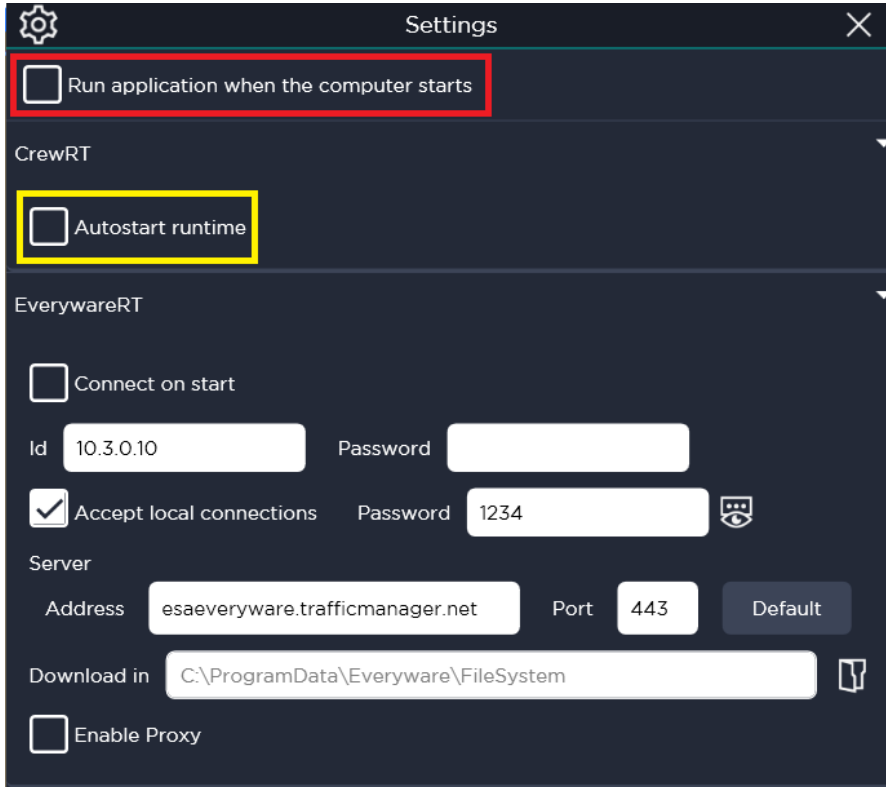 Settings
Run application when the computer starts
CrewRT
Autostart runtime
EverywareRT
Connect on start
Id 10.3.0.10 Password
Accept local connections Password 1234
Server
Address esaeveryware.trafficmanager.net Port 443 Default
Download in C:\ProgramData\Everyware\FileSystem
Enable Proxy